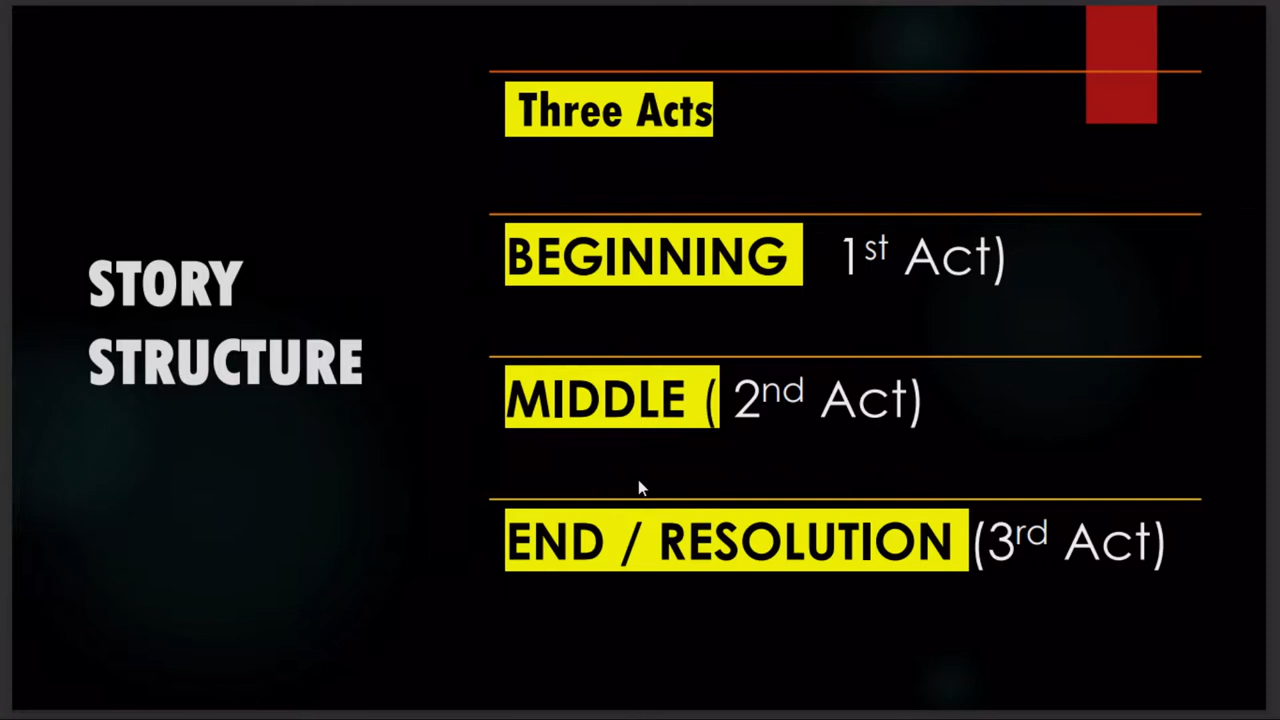 STORY
STRUCTURE
Three Acts
BEGINNING 1st Act)
MIDDLE ( 2nd Act)
END / RESOLUTION (3rd Act)